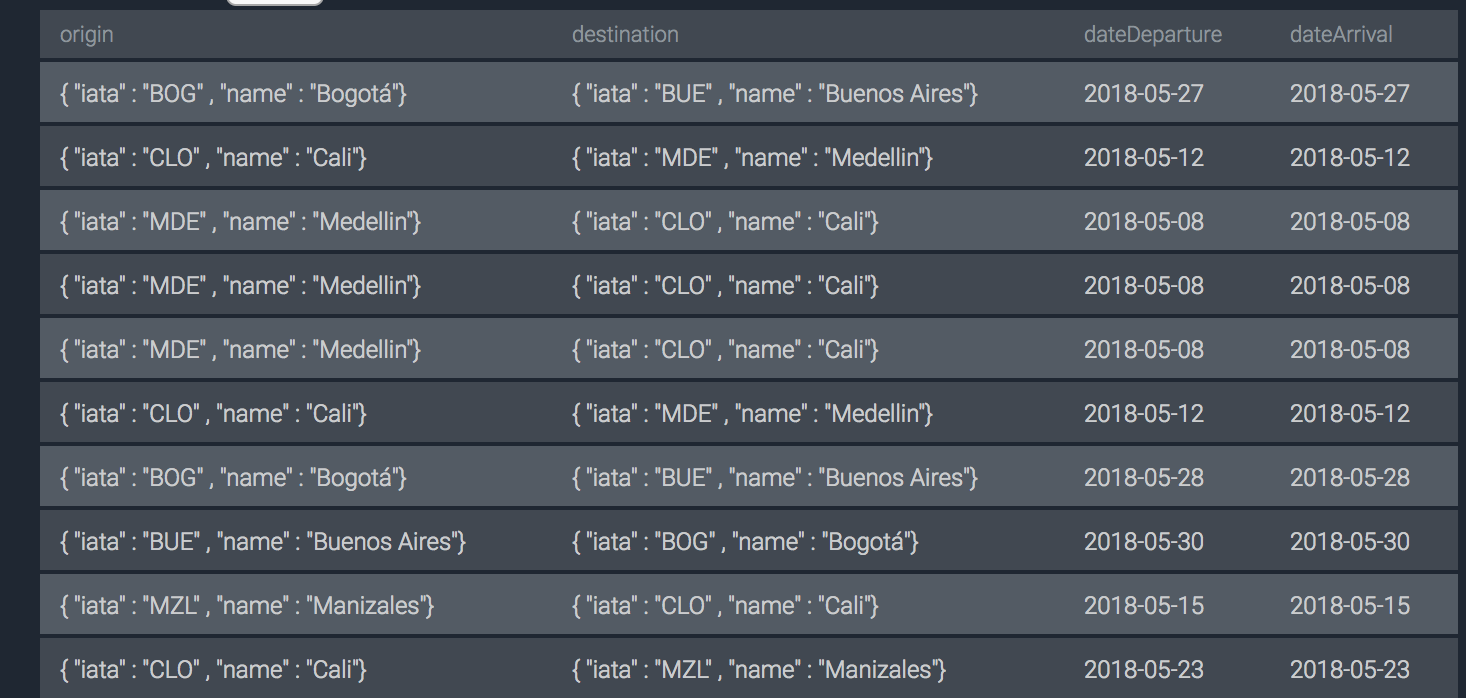 origin destination dateDeparture dateArrival
{ "iata" : "BOG" , "name" : "Bogotá"} { "iata" : "BUE" , "name" : "Buenos Aires"} 2018-05-27 2018-05-27
{ "iata" : "CLO" , "name" : "Cali"} { "iata" : "MDE" , "name" : "Medellin"} 2018-05-12 2018-05-12
{ "iata" : "MDE" , "name" : "Medellin"} { "iata" : "CLO" , "name" : "Cali"} 2018-05-08 2018-05-08
{ "iata" : "MDE" , "name" : "Medellin"} { "iata" : "CLO" , "name" : "Cali"} 2018-05-08 2018-05-08
{ "iata" : "MDE" , "name" : "Medellin"} { "iata" : "CLO" , "name" : "Cali"} 2018-05-08 2018-05-08
{ "iata" : "CLO" , "name" : "Cali"} { "iata" : "MDE" , "name" : "Medellin"} 2018-05-12 2018-05-12
{ "iata" : "BOG" , "name" : "Bogotá"} { "iata" : "BUE" , "name" : "Buenos Aires"} 2018-05-28 2018-05-28
{ "iata" : "BUE" , "name" : "Buenos Aires"} { "iata" : "BOG" , "name" : "Bogotá"} 2018-05-30 2018-05-30
{ "iata" : "MZL" , "name" : "Manizales"} { "iata" : "CLO" , "name" : "Cali"} 2018-05-15 2018-05-15
{ "iata" : "CLO" , "name" : "Cali"} { "iata" : "MZL" , "name" : "Manizales"} 2018-05-23 2018-05-23